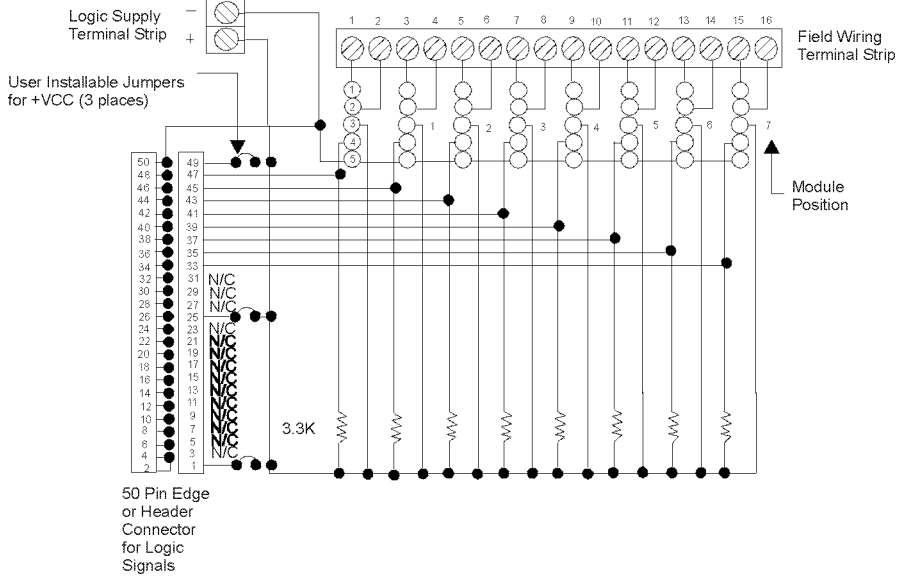 Logic Supply
Terminal Strip
−
+
1 2 3 4 5 6 7 8 9 10 11 12 13 14 15 16
Field Wiring
Terminal Strip
User Installable Jumpers
for +VCC (3 places)
1
2
3
4
5
1 2 3 4 5 6 7
Module
Position
50 49
48 47
46 45
44 43
42 41
40 39
38 37
36 35
34 33
32 31 N/C
30 29 N/C
28 27 N/C
26 25
24 23 N/C
22 21 N/C
20 19 N/C
18 17 N/C
16 15 N/C
14 13 N/C
12 11 N/C
10 9 N/C
8 7 N/C
6 5 N/C
4 3 N/C
2 1
3.3K
50 Pin Edge
or Header
Connector
for Logic
Signals